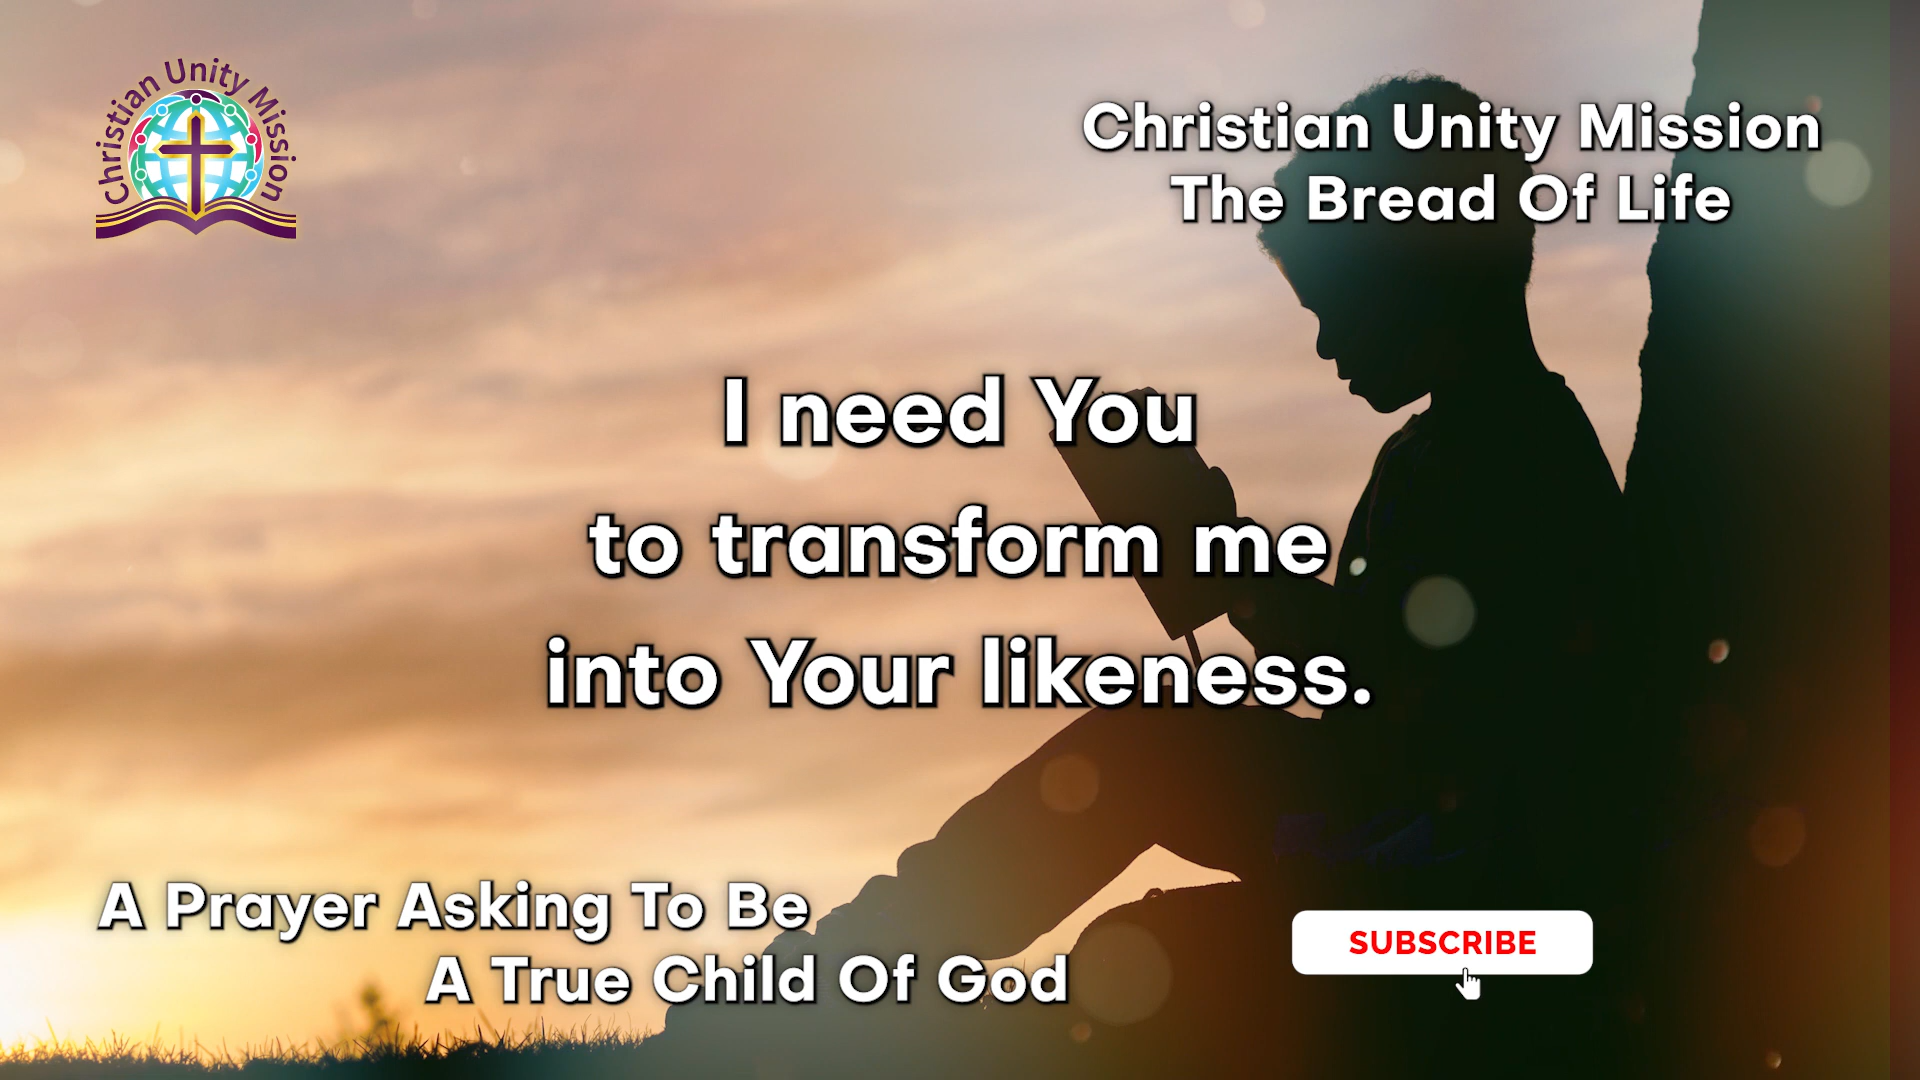 Christian Unity Mission
Christian Unity Mission
The Bread Of Life
I need You
to transform me
into Your likeness.
A Prayer Asking To Be
A True Child Of God
SUBSCRIBE